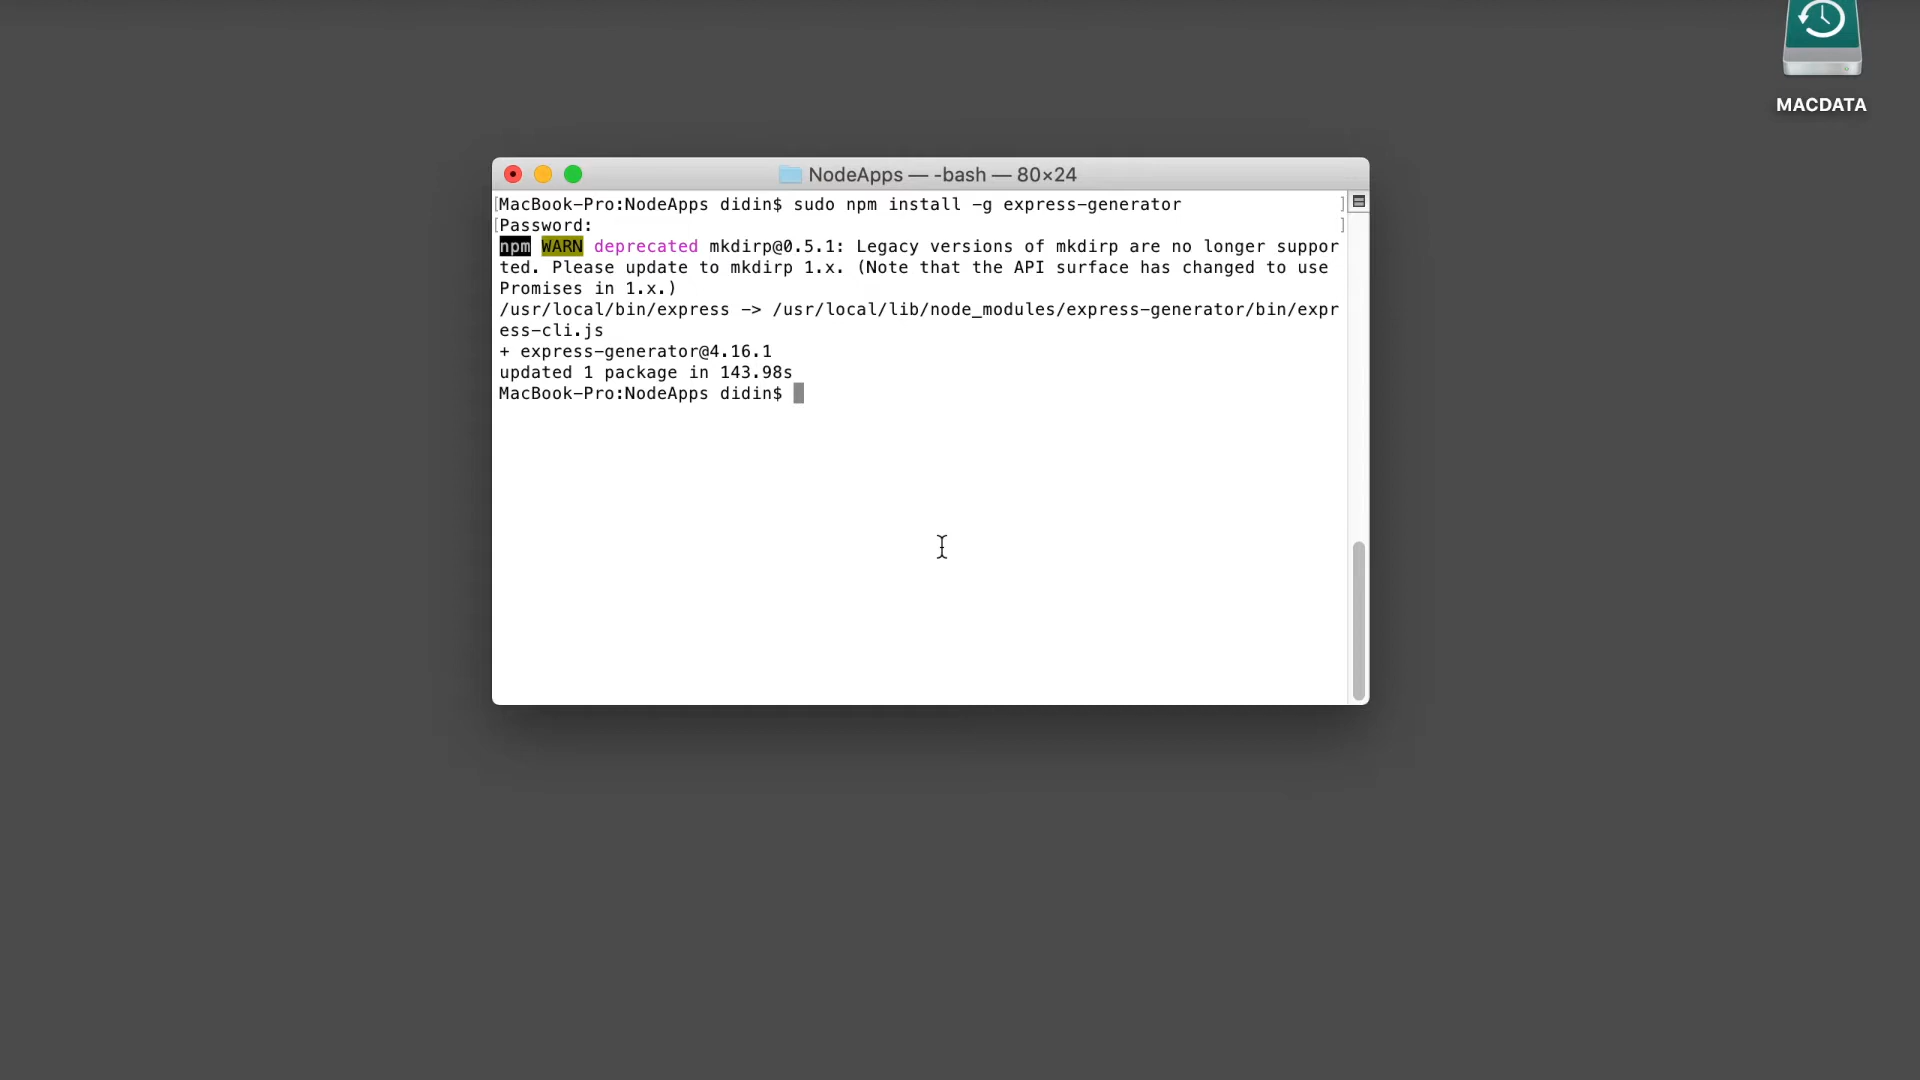 MACDATA
NodeApps — -bash — 80×24
MacBook-Pro:NodeApps didin$ sudo npm install -g express-generator
Password:
npm WARN deprecated mkdirp@0.5.1: Legacy versions of mkdirp are no longer suppor
ted. Please update to mkdirp 1.x. (Note that the API surface has changed to use
Promises in 1.x.)
/usr/local/bin/express -> /usr/local/lib/node_modules/express-generator/bin/expr
ess-cli.js
+ express-generator@4.16.1
updated 1 package in 143.98s
MacBook-Pro:NodeApps didin$